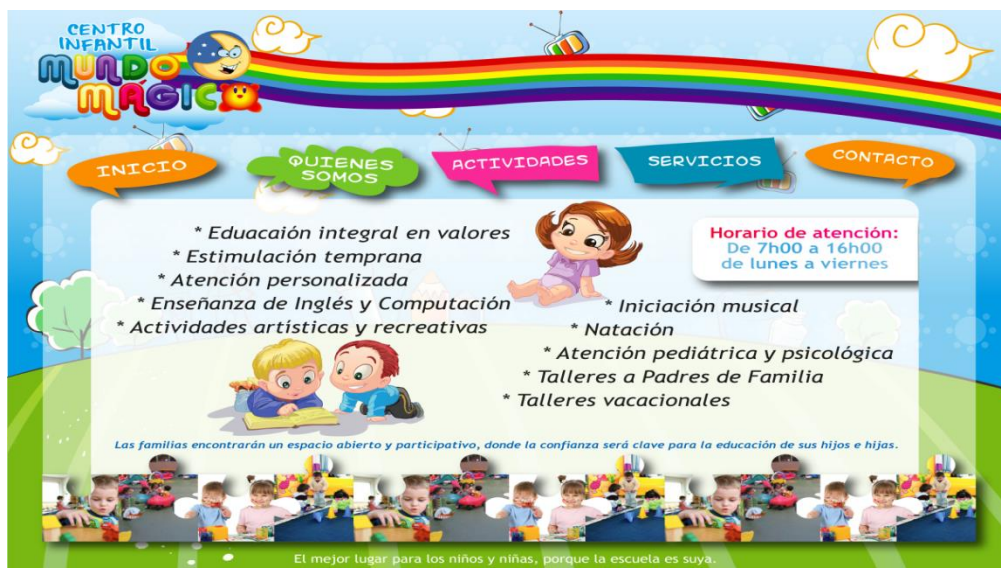 CENTRO
INFANTIL
MUNDO
MÁGICO
INICIO
QUIENES
SOMOS
ACTIVIDADES
SERVICIOS
CONTACTO
* Eduacaión integral en valores
* Estimulación temprana
* Atención personalizada
* Enseñanza de Inglés y Computación
* Actividades artísticas y recreativas
Horario de atención:
De 7h00 a 16h00
de lunes a viernes
* Iniciación musical
* Natación
* Atención pediátrica y psicológica
* Talleres a Padres de Familia
* Talleres vacacionales
Las familias encontrarán un espacio abierto y participativo, donde la confianza será clave para la educación de sus hijos e hijas.
El mejor lugar para los niños y niñas, porque la escuela es suya.